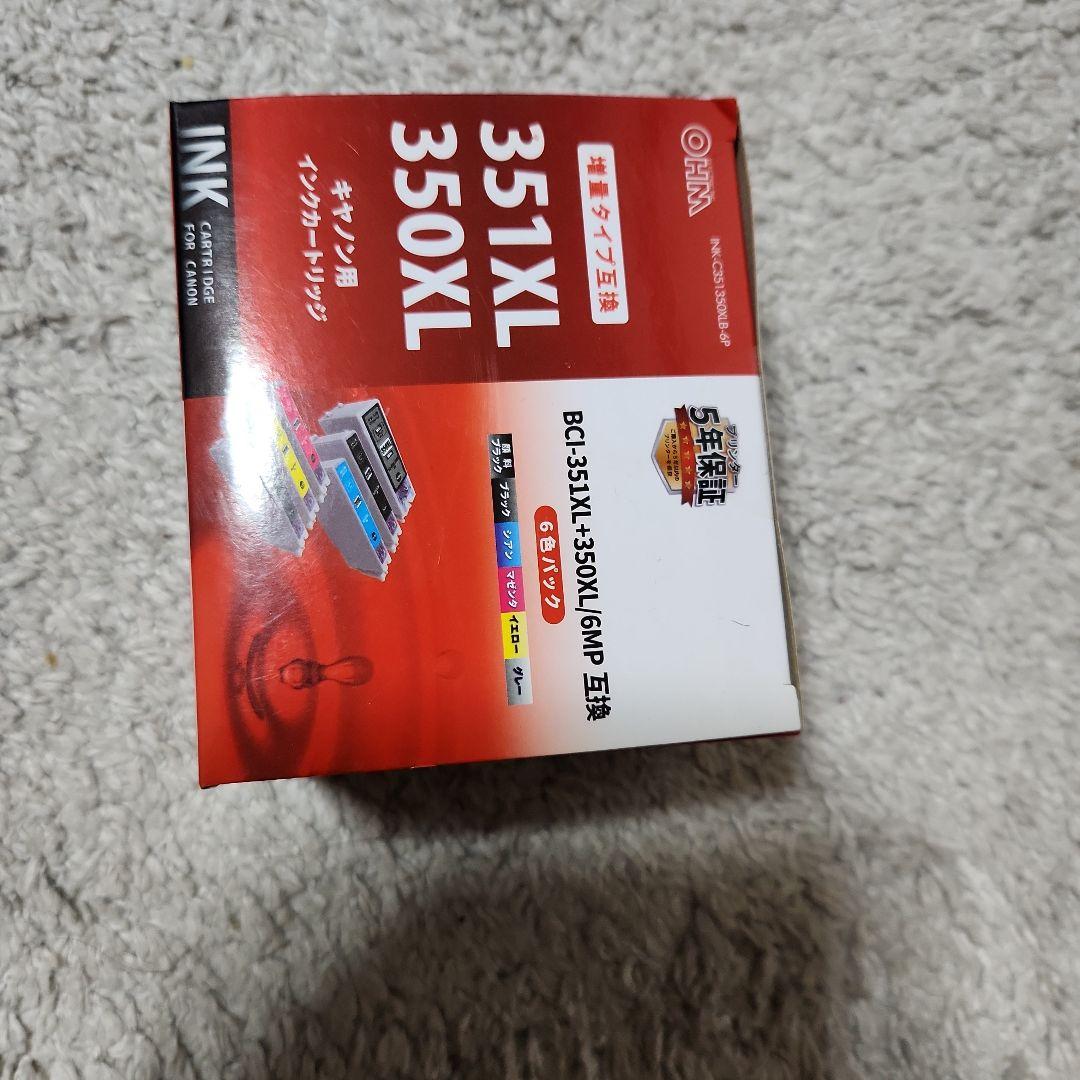 OHM
INK-C351350XLB-6P
増量タイプ互換
351XL
350XL
キヤノン用
インクカートリッジ
INK
CARTRIDGE
FOR CANON
プリンター
5年保証
BCI-351XL+350XL/6MP 互換
6色パック
顔料
ブラック
ブラック
シアン
マゼンタ
イエロー
グレー